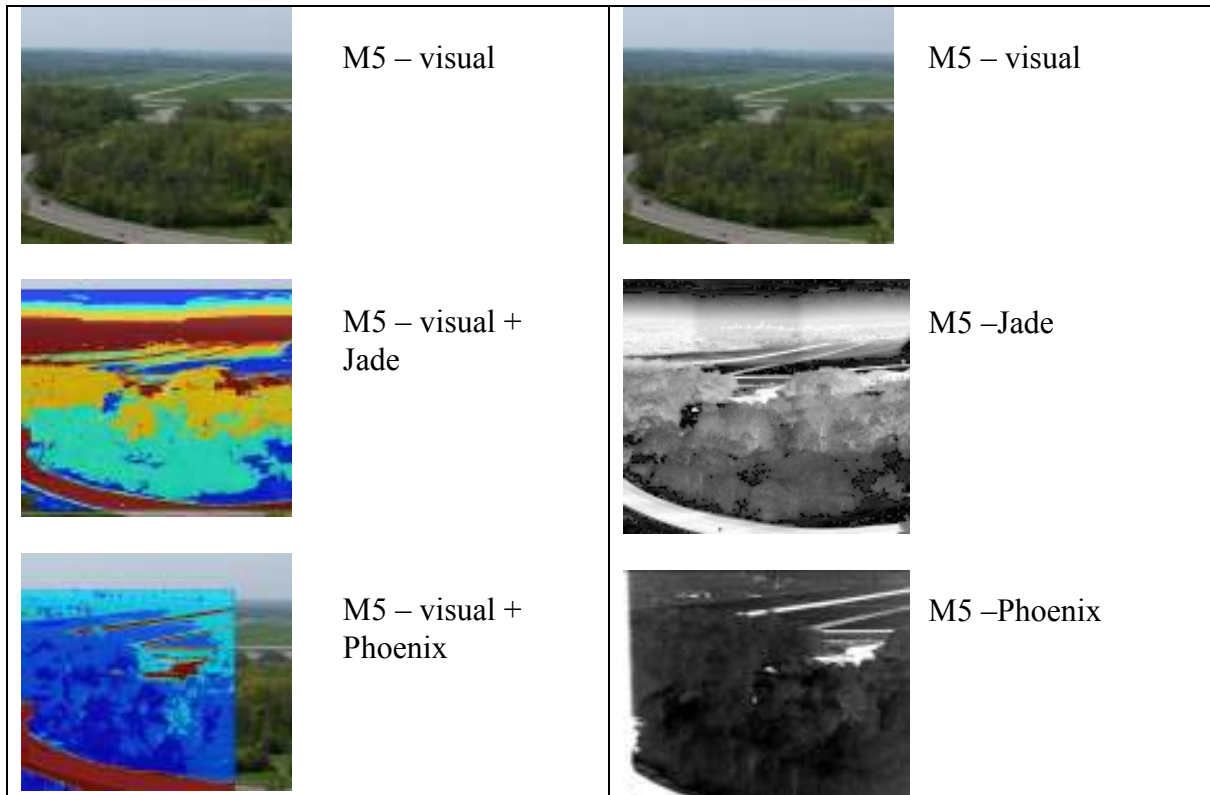 M5 – visual
M5 – visual +
Jade
M5 – visual +
Phoenix
M5 – visual
M5 –Jade
M5 –Phoenix